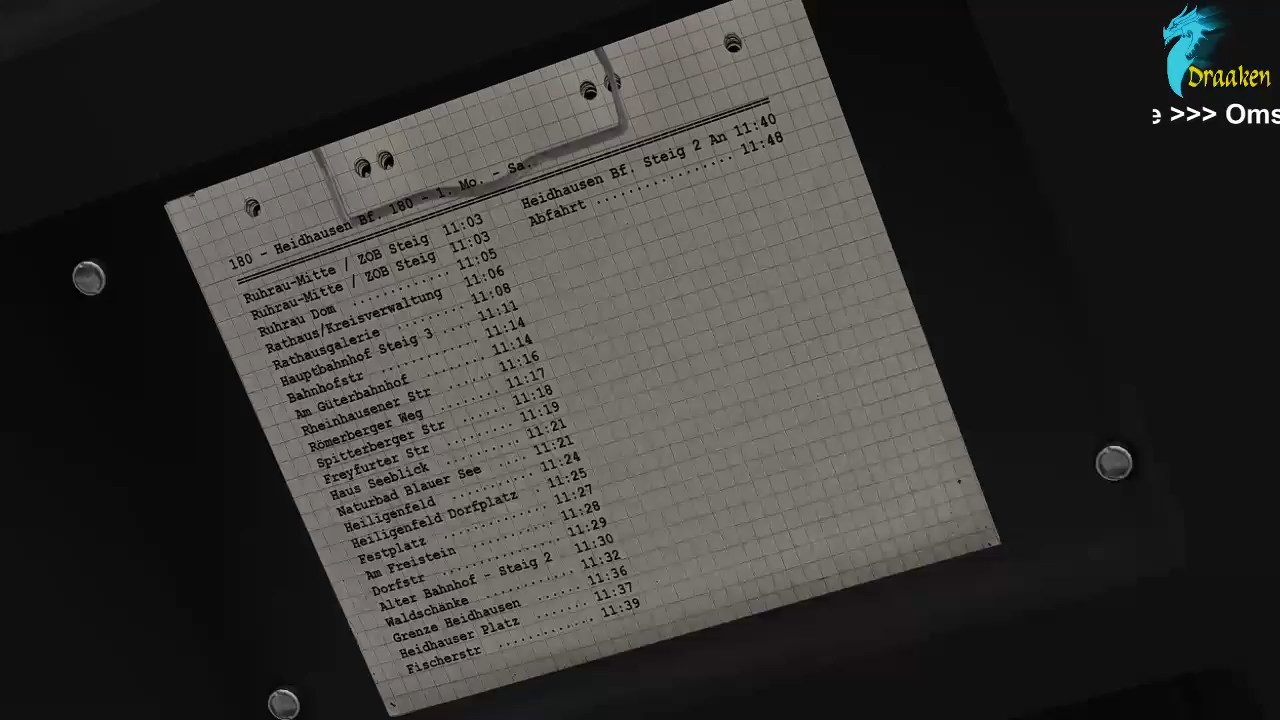 180 - Heidhausen Bf. 180 - 1. Mo. - Sa.
Ruhrau-Mitte / ZOB Steig 11:03
Ruhrau-Mitte / ZOB Steig 11:03
Ruhrau Dom ............ 11:05
Rathaus/Kreisverwaltung 11:06
Rathausgalerie ........ 11:08
Hauptbahnhof Steig 3 .... 11:11
Bahnhofstr ............ 11:14
Am Güterbahnhof ........ 11:14
Rheinhausener Str ...... 11:16
Römerberger Weg ........ 11:17
Spitterberger Str ...... 11:18
Freyfurter Str ......... 11:19
Haus Seeblick .......... 11:21
Naturbad Blauer See .... 11:21
Heiligenfeld .......... 11:24
Heiligenfeld Dorfplatz . 11:25
Festplatz ............. 11:27
Am Freistein ........... 11:28
Dorfstr ................ 11:29
Alter Bahnhof - Steig 2 11:30
Waldschänke ............ 11:32
Grenze Heidhausen ...... 11:36
Heidhauser Platz ....... 11:37
Fischerstr ............. 11:39
Heidhausen Bf. Steig 2 An 11:40
Abfahrt .................. 11:48
Draaken
e >>> Oms